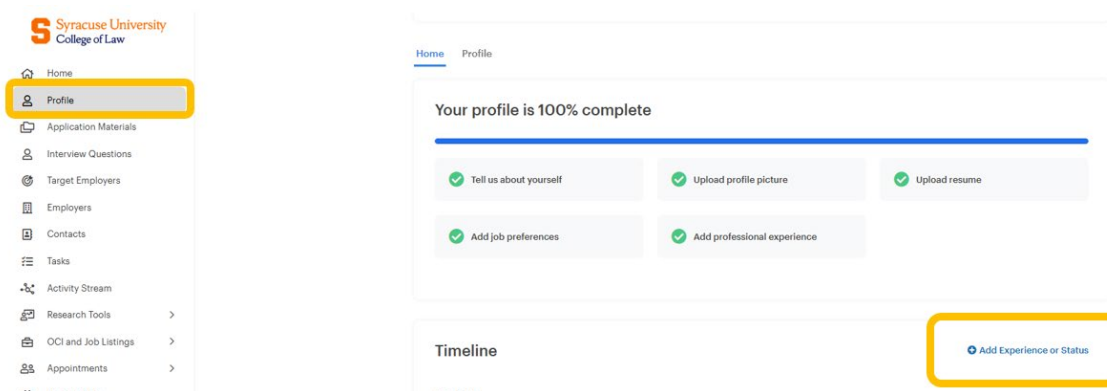 Syracuse University
College of Law
Home
Profile
Application Materials
Interview Questions
Target Employers
Employers
Contacts
Tasks
Activity Stream
Research Tools
OCI and Job Listings
Appointments
Home Profile
Your profile is 100% complete
Tell us about yourself
Upload profile picture
Upload resume
Add job preferences
Add professional experience
Timeline
Add Experience or Status